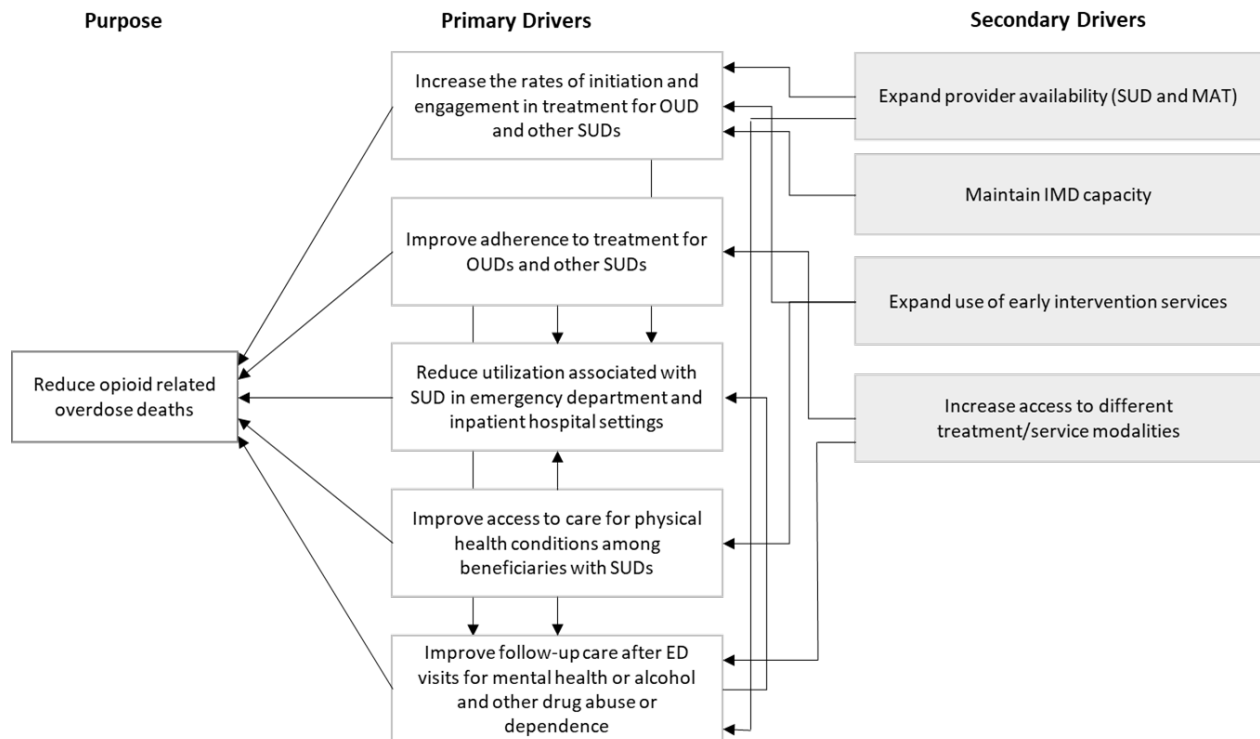 Purpose
Primary Drivers
Secondary Drivers
Increase the rates of initiation and
engagement in treatment for OUD
and other SUDs
Improve adherence to treatment for
OUDs and other SUDs
Reduce opioid related
overdose deaths
Reduce utilization associated with
SUD in emergency department and
inpatient hospital settings
Improve access to care for physical
health conditions among
beneficiaries with SUDs
Improve follow-up care after ED
visits for mental health or alcohol
and other drug abuse or
dependence
Expand provider availability (SUD and MAT)
Maintain IMD capacity
Expand use of early intervention services
Increase access to different
treatment/service modalities